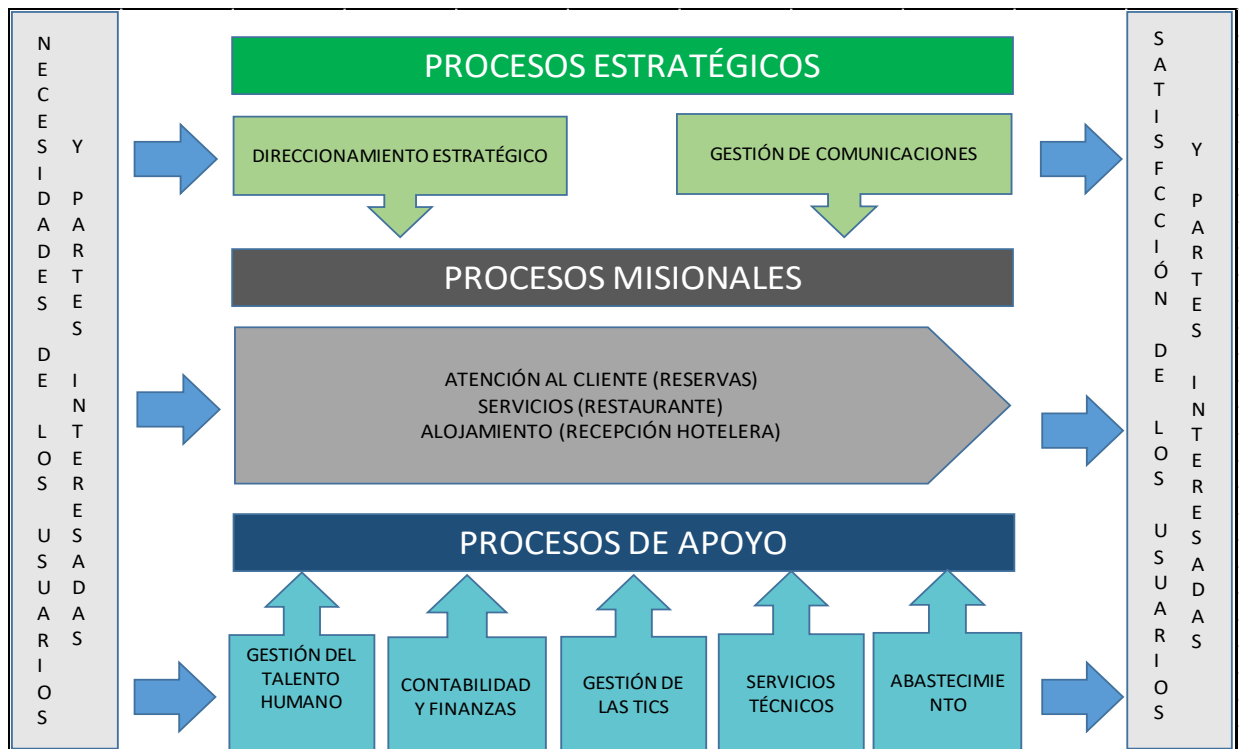 NECESIDADES DE LOS USUARIOS
Y PARTES INTERESADAS
PROCESOS ESTRATÉGICOS
DIRECCIONAMIENTO ESTRATÉGICO
GESTIÓN DE COMUNICACIONES
PROCESOS MISIONALES
ATENCIÓN AL CLIENTE (RESERVAS)
SERVICIOS (RESTAURANTE)
ALOJAMIENTO (RECEPCIÓN HOTELERA)
PROCESOS DE APOYO
GESTIÓN DEL
TALENTO
HUMANO
CONTABILIDAD
Y FINANZAS
GESTIÓN DE
LAS TICS
SERVICIOS
TÉCNICOS
ABASTECIMIE
NTO
SATISFCCIÓN DE LOS USUARIOS
Y PARTES INTERESADAS